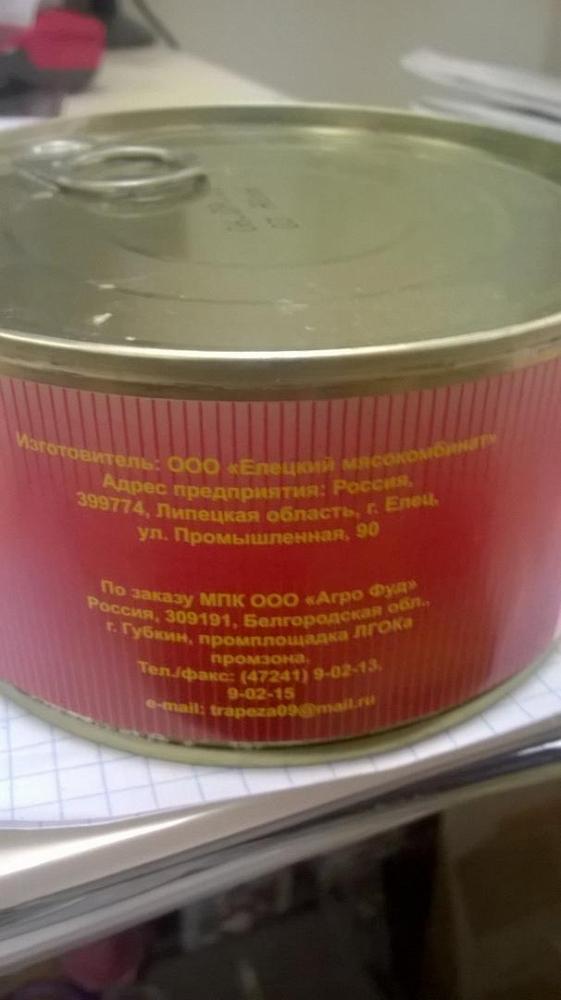 Изготовитель: ООО «Елецкий мясокомбинат»
Адрес предприятия: Россия,
399774, Липецкая область, г. Елец,
ул. Промышленная, 90
По заказу МПК ООО «Агро Фуд»
Россия, 309191, Белгородская обл.,
г. Губкин, промплощадка ЛГОКа
промзона.
Тел./факс: (47241) 9-02-13,
9-02-15
e-mail: trapeza09@mail.ru